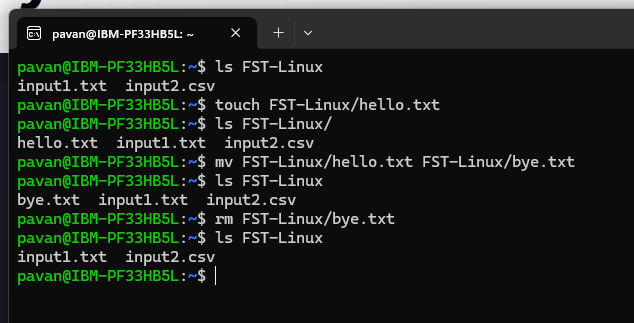 pavan@IBM-PF33HB5L: ~
pavan@IBM-PF33HB5L:~$ ls FST-Linux
input1.txt  input2.csv
pavan@IBM-PF33HB5L:~$ touch FST-Linux/hello.txt
pavan@IBM-PF33HB5L:~$ ls FST-Linux/
hello.txt  input1.txt  input2.csv
pavan@IBM-PF33HB5L:~$ mv FST-Linux/hello.txt FST-Linux/bye.txt
pavan@IBM-PF33HB5L:~$ ls FST-Linux
bye.txt  input1.txt  input2.csv
pavan@IBM-PF33HB5L:~$ rm FST-Linux/bye.txt
pavan@IBM-PF33HB5L:~$ ls FST-Linux
input1.txt  input2.csv
pavan@IBM-PF33HB5L:~$